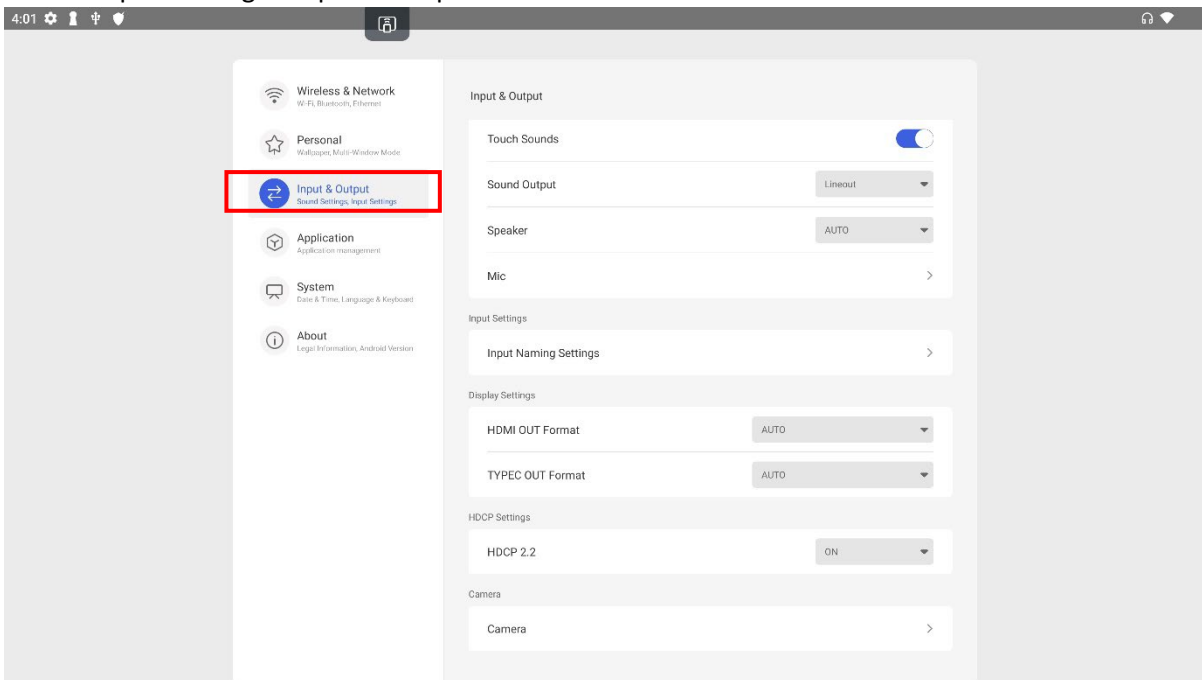 4:01
Wireless & Network
Wi-Fi, Bluetooth, Ethernet
Personal
Wallpaper, Multi-Window Mode
Input & Output
Sound Settings, Input Settings
Application
Application management
System
Date & Time, Language & Keyboard
About
Legal Information, Android Version
Input & Output
Touch Sounds
Sound Output
Lineout
Speaker
AUTO
Mic
Input Settings
Input Naming Settings
Display Settings
HDMI OUT Format
AUTO
TYPEC OUT Format
AUTO
HDCP Settings
HDCP 2.2
ON
Camera
Camera